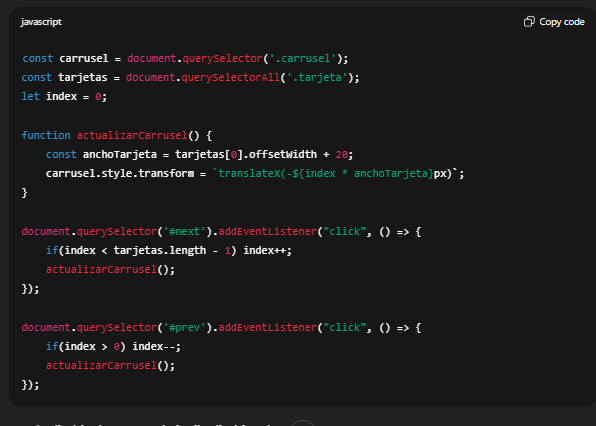 javascript
Copy code
const carrusel = document.querySelector('.carrusel');
const tarjetas = document.querySelectorAll('.tarjeta');
let index = 0;
function actualizarCarrusel() {
    const anchoTarjeta = tarjetas[0].offsetWidth + 20;
    carrusel.style.transform = `translateX(-${index * anchoTarjeta}px)`;
}
document.querySelector('#next').addEventListener("click", () => {
    if(index < tarjetas.length - 1) index++;
    actualizarCarrusel();
});
document.querySelector('#prev').addEventListener("click", () => {
    if(index > 0) index--;
    actualizarCarrusel();
});